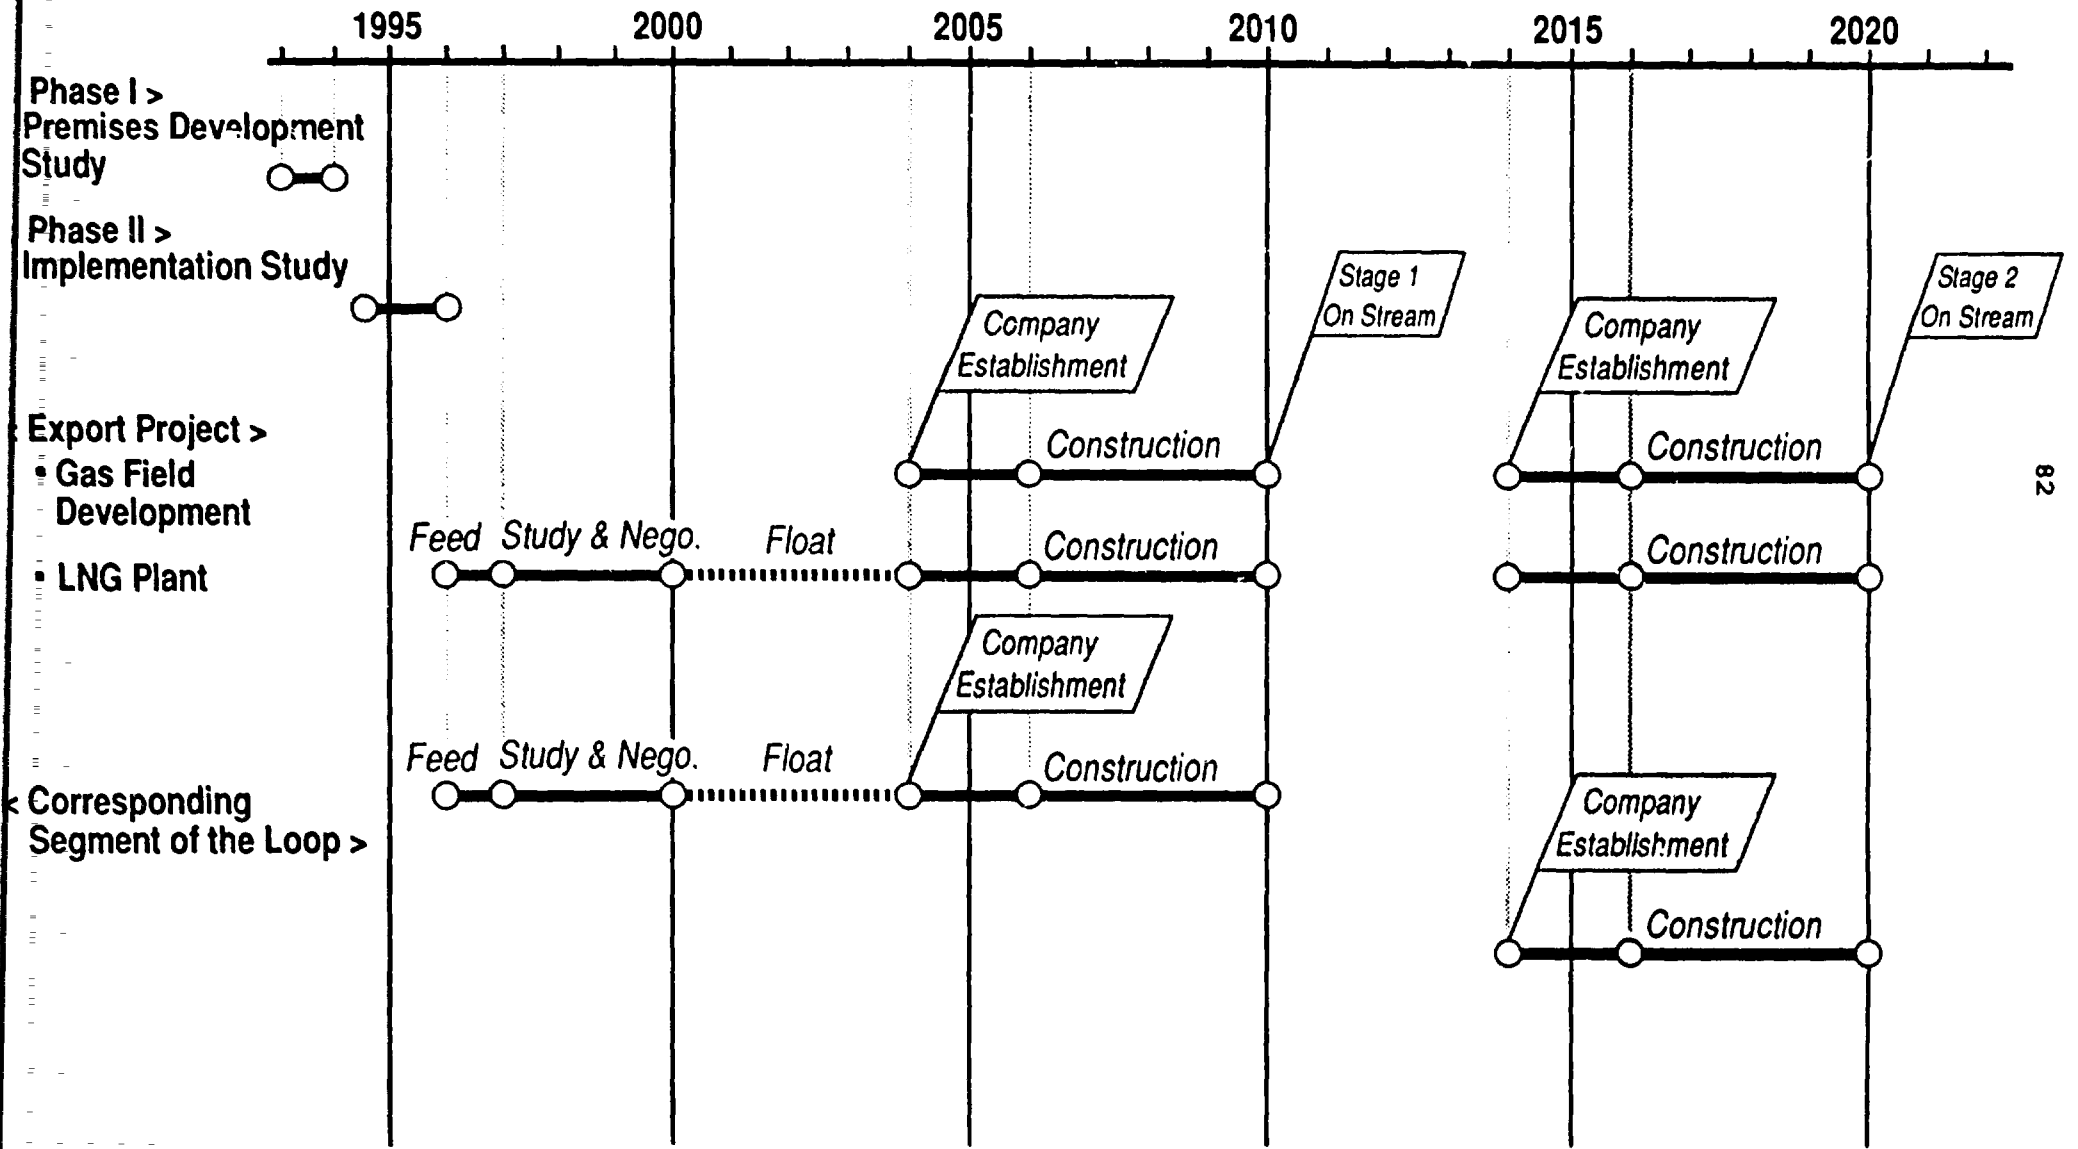 1995 2000 2005 2010 2015 2020
Phase I >
Premises Development
Study
Phase II >
Implementation Study
Stage 1
On Stream
Stage 2
On Stream
Company
Establishment
Company
Establishment
Export Project >
Construction
Construction
• Gas Field
Development
82
Feed Study & Nego. Float Construction
Construction
• LNG Plant
Company
Establishment
Feed Study & Nego. Float Construction
< Corresponding
Segment of the Loop >
Company
Establishment
Construction